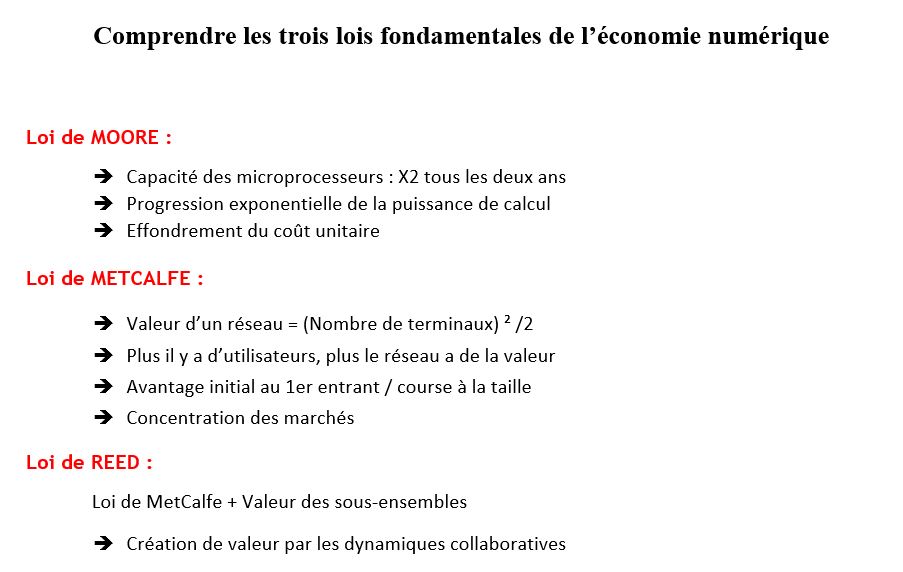 Comprendre les trois lois fondamentales de l’économie numérique
Loi de MOORE :
➔ Capacité des microprocesseurs : X2 tous les deux ans
➔ Progression exponentielle de la puissance de calcul
➔ Effondrement du coût unitaire
Loi de METCALFE :
➔ Valeur d’un réseau = (Nombre de terminaux) ² /2
➔ Plus il y a d’utilisateurs, plus le réseau a de la valeur
➔ Avantage initial au 1er entrant / course à la taille
➔ Concentration des marchés
Loi de REED :
Loi de MetCalfe + Valeur des sous-ensembles
➔ Création de valeur par les dynamiques collaboratives